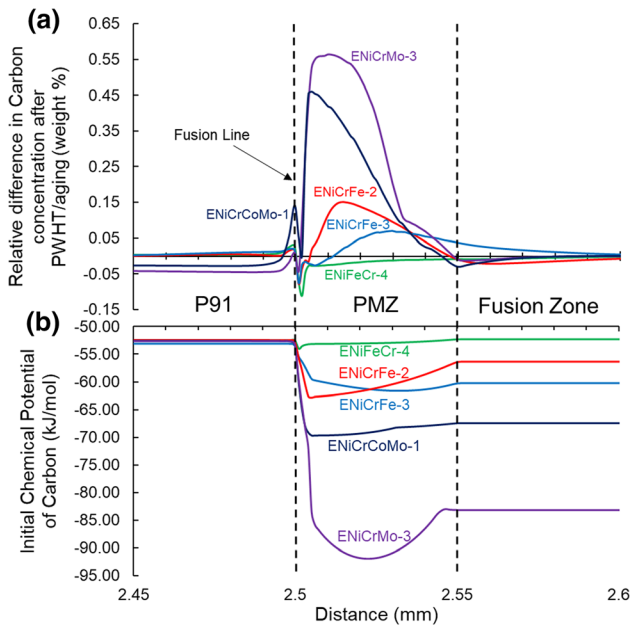 (a)
Relative difference in Carbon
concentration after
PWHT/aging (weight %)
0.65
0.55
0.45
0.35
0.25
0.15
0.05
-0.05
-0.15
ENiCrMo-3
Fusion Line
ENiCrCoMo-1
ENiCrFe-2
ENiCrFe-3
ENiFeCr-4
P91
PMZ
Fusion Zone
(b)
Initial Chemical Potential
of Carbon (kJ/mol)
-50.00
-55.00
-60.00
-65.00
-70.00
-75.00
-80.00
-85.00
-90.00
-95.00
ENiFeCr-4
ENiCrFe-2
ENiCrFe-3
ENiCrCoMo-1
ENiCrMo-3
2.45
2.5
2.55
2.6
Distance (mm)